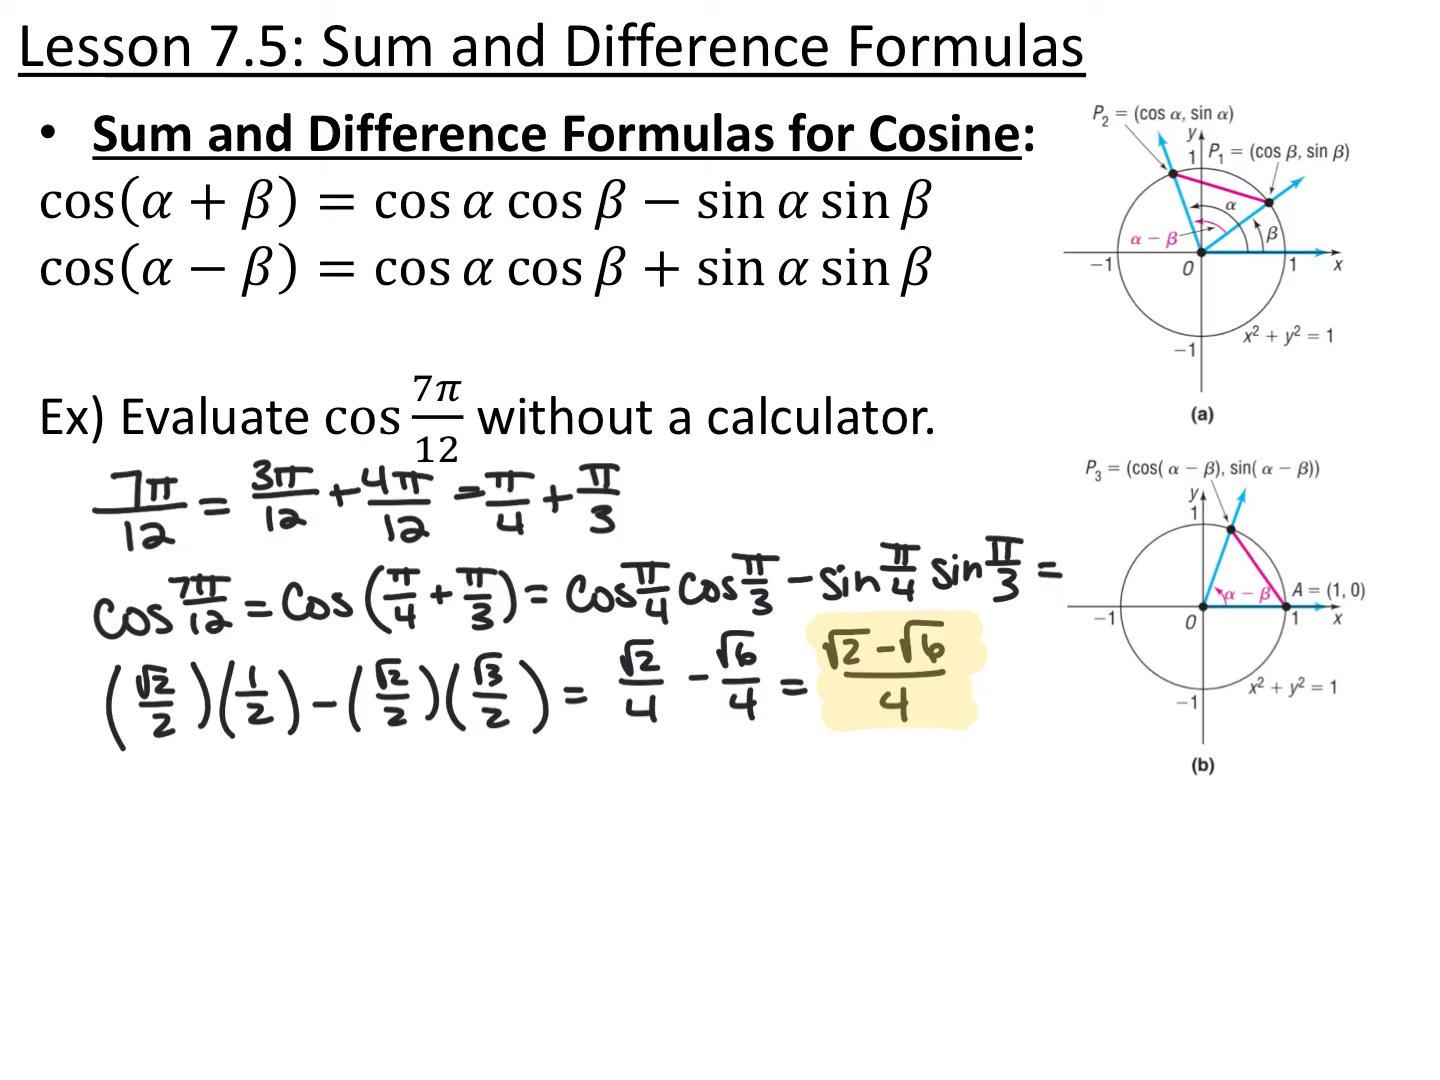 Lesson 7.5: Sum and Difference Formulas
• Sum and Difference Formulas for Cosine:
cos(α + β) = cos α cos β − sin α sin β
cos(α − β) = cos α cos β + sin α sin β
Ex) Evaluate cos 7π/12 without a calculator.
7π/12 = 3π/12 + 4π/12 = π/4 + π/3
cos 7π/12 = cos (π/4 + π/3) = cos π/4 cos π/3 − sin π/4 sin π/3 =
(√2/2)(1/2) − (√2/2)(√3/2) = √2/4 − √6/4 = √2 − √6/4
P₂ = (cos α, sin α)
y
1
P₁ = (cos β, sin β)
α
α − β
β
−1
0
1
x
x² + y² = 1
−1
(a)
P₃ = (cos( α − β), sin( α − β))
y
1
α − β
A = (1, 0)
−1
0
1
x
x² + y² = 1
−1
(b)